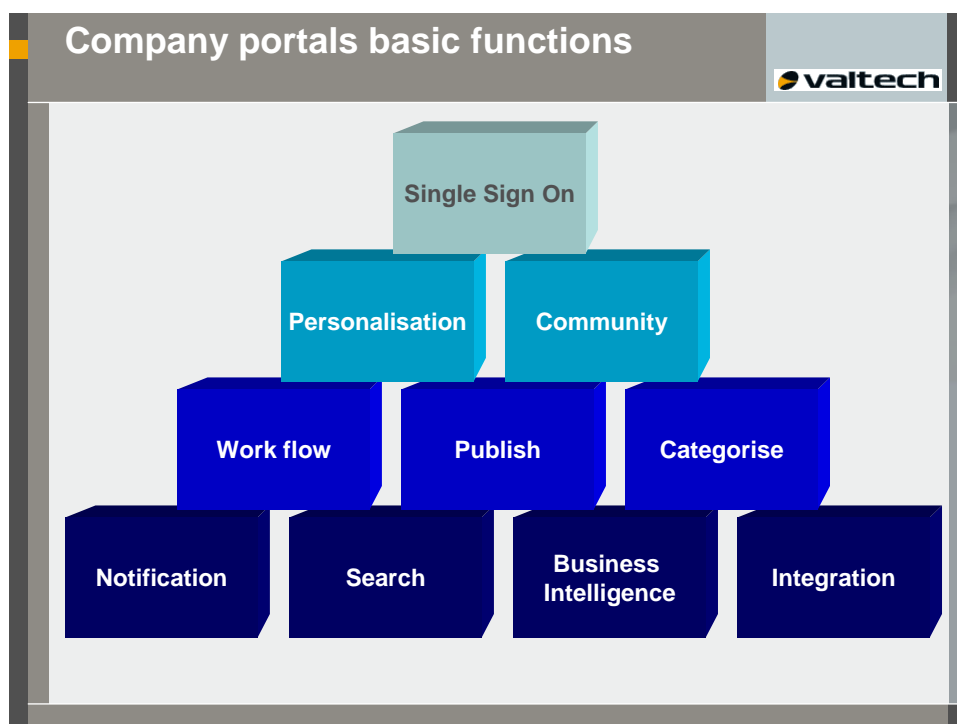 Company portals basic functions
valtech
Single Sign On
Personalisation
Community
Work flow
Publish
Categorise
Notification
Search
Business
Intelligence
Integration